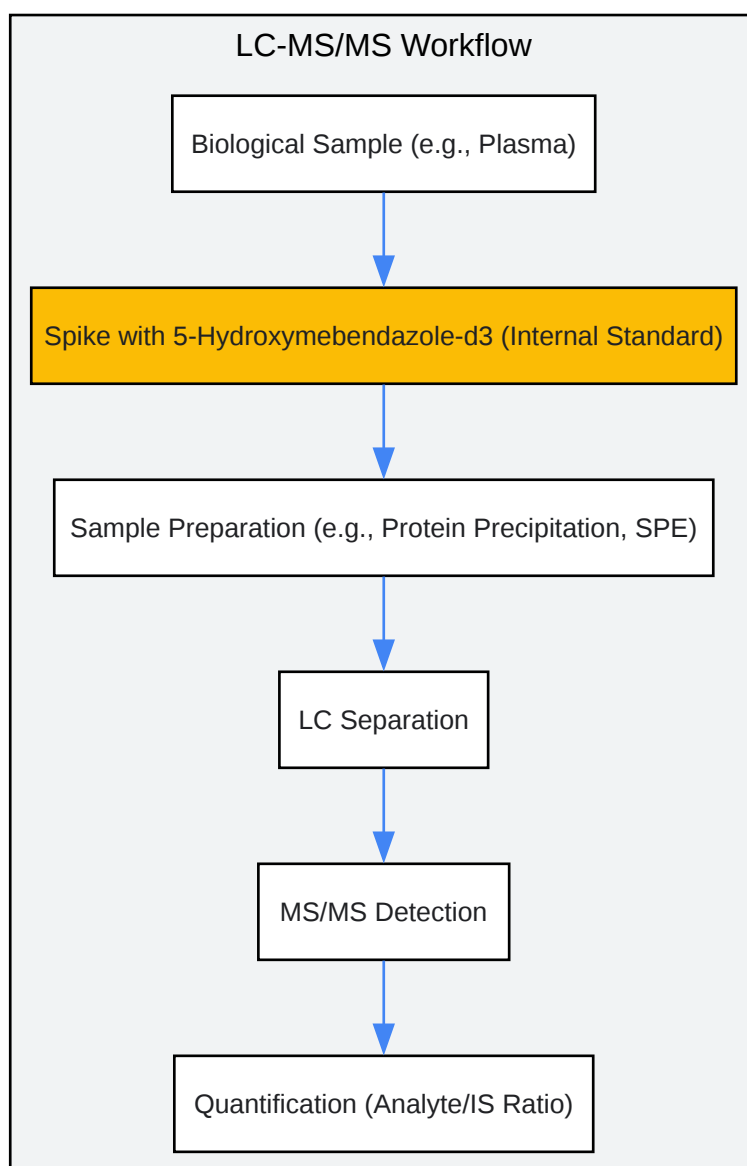 LC-MS/MS Workflow
Biological Sample (e.g., Plasma)
Spike with 5-Hydroxymebendazole-d3 (Internal Standard)
Sample Preparation (e.g., Protein Precipitation, SPE)
LC Separation
MS/MS Detection
Quantification (Analyte/IS Ratio)